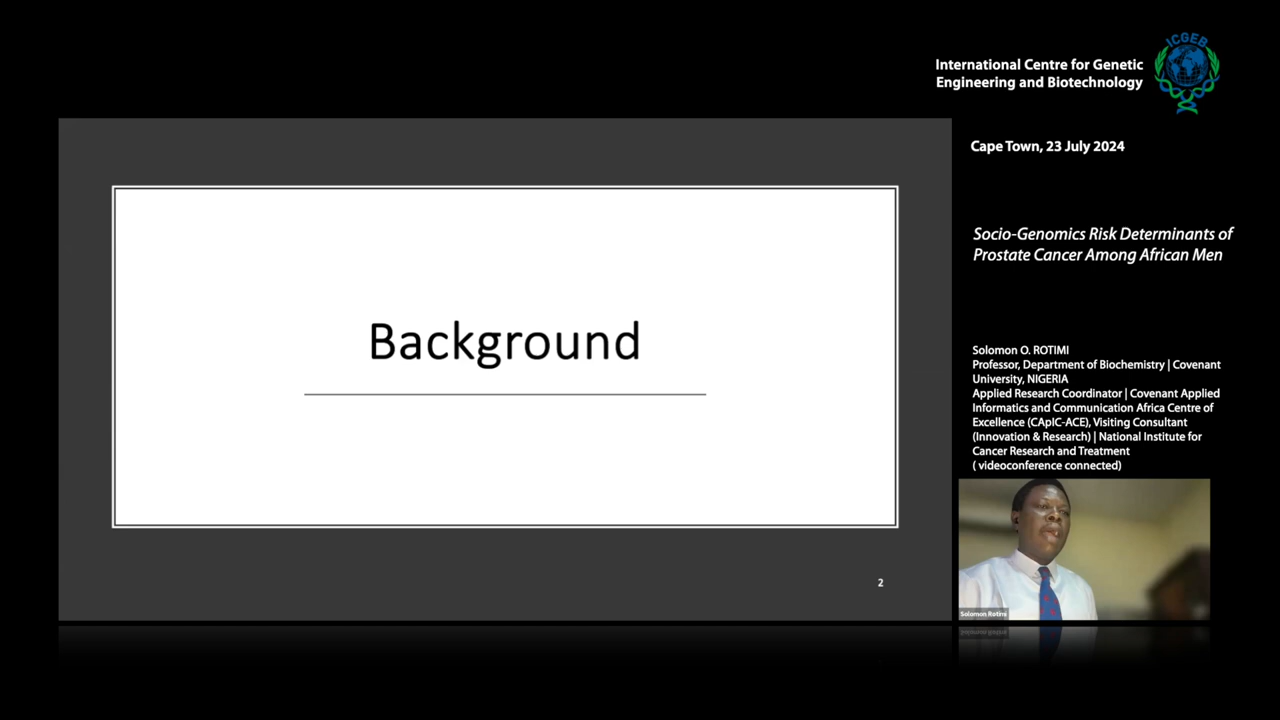 ICGEB
International Centre for Genetic
Engineering and Biotechnology
Cape Town, 23 July 2024
Background
Socio-Genomics Risk Determinants of
Prostate Cancer Among African Men
Solomon O. ROTIMI
Professor, Department of Biochemistry | Covenant
University, NIGERIA
Applied Research Coordinator | Covenant Applied
Informatics and Communication Africa Centre of
Excellence (CApIC-ACE), Visiting Consultant
(Innovation & Research) | National Institute for
Cancer Research and Treatment
( videoconference connected)
2
Solomon Rotimi